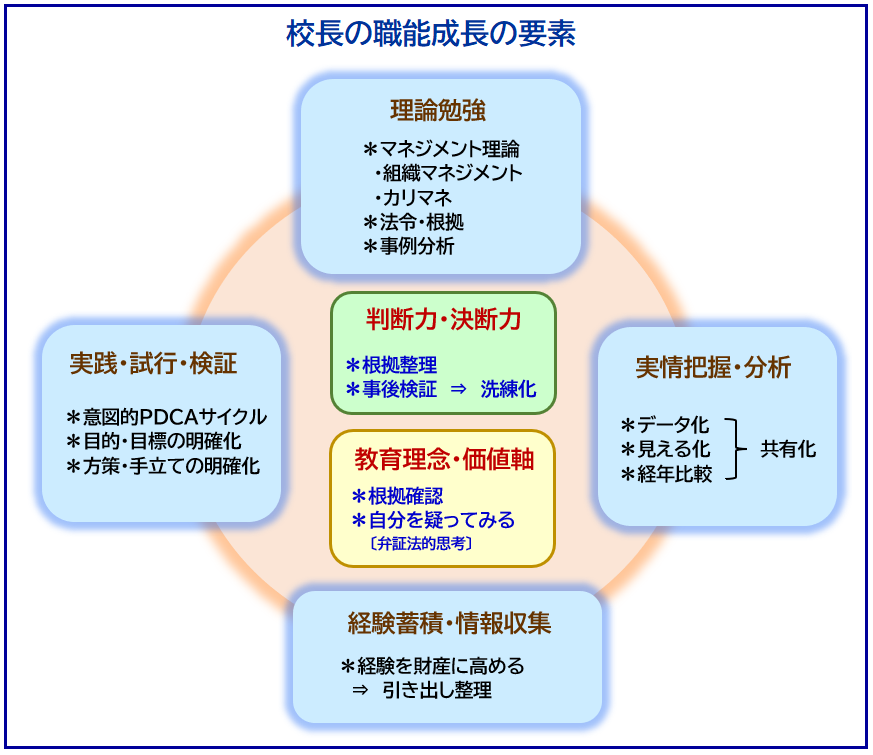 校長の職能成長の要素
理論勉強
＊マネジメント理論
・組織マネジメント
・カリマネ
＊法令・根拠
＊事例分析
判断力・決断力
＊根拠整理
＊事後検証 ⇒ 洗練化
実践・試行・検証
＊意図的PDCAサイクル
＊目的・目標の明確化
＊方策・手立ての明確化
実情把握・分析
＊データ化
＊見える化
＊経年比較
共有化
教育理念・価値軸
＊根拠確認
＊自分を疑ってみる
〔弁証法的思考〕
経験蓄積・情報収集
＊経験を財産に高める
⇒ 引き出し整理